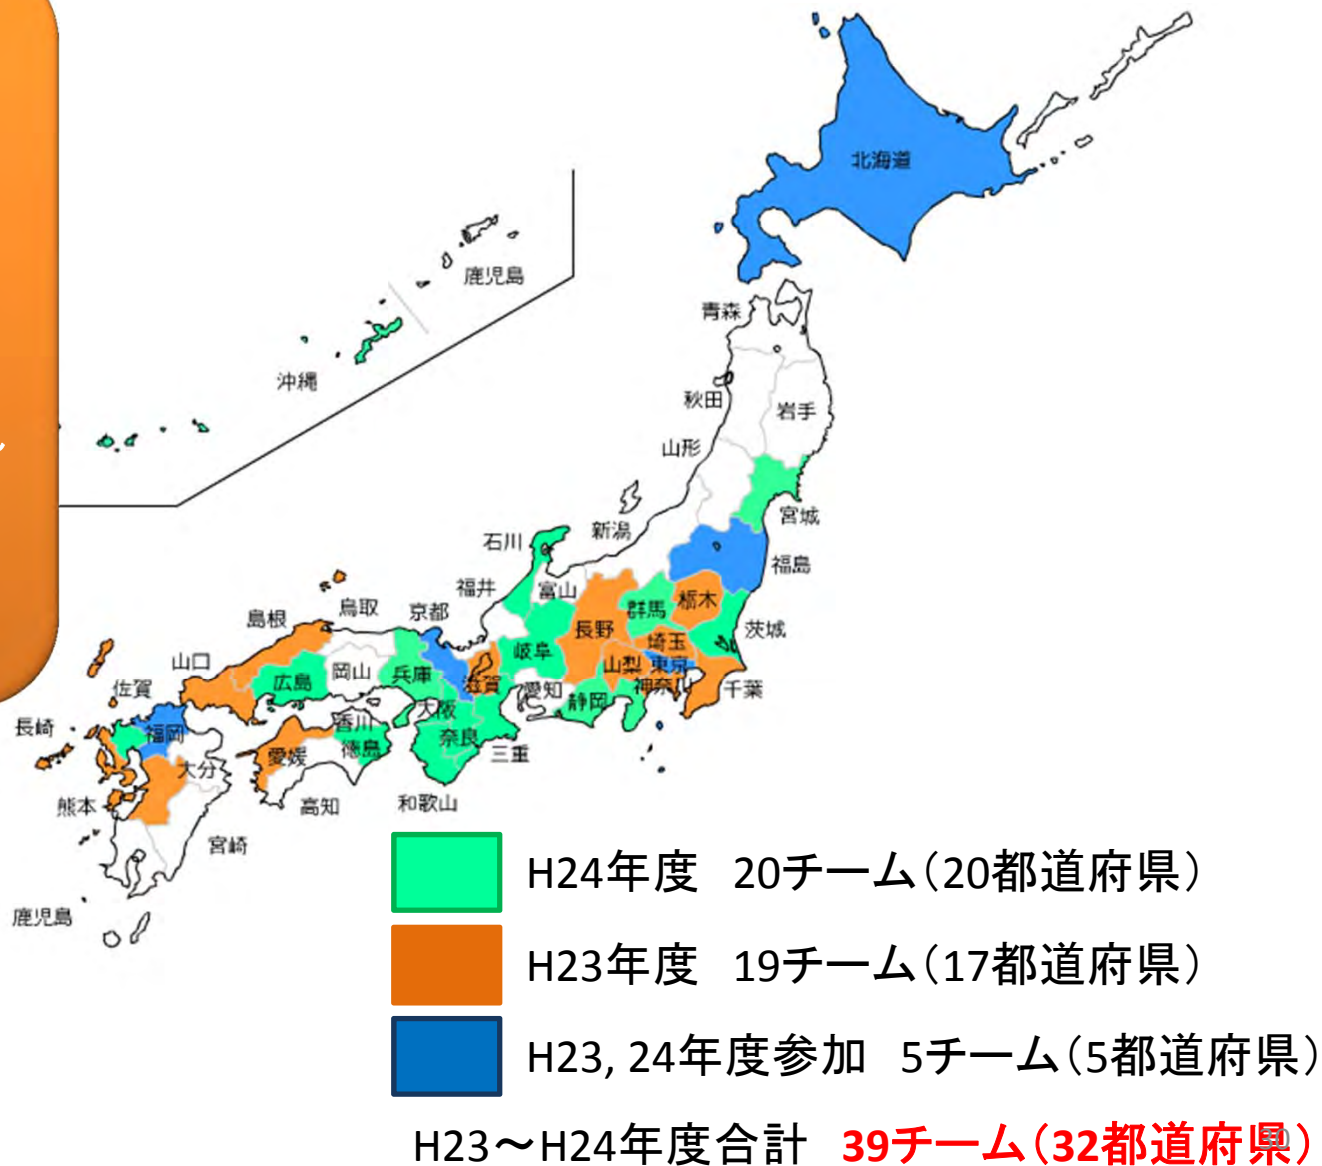 北海道
鹿児島
青森
沖縄
秋田
岩手
山形
宮城
新潟
石川
福島
福井
富山
群馬
栃木
鳥取
京都
島根
長野
茨城
埼玉
岐阜
山口
岡山
兵庫
山梨
東京
広島
滋賀
神奈川
佐賀
愛知
千葉
静岡
大阪
長崎
香川
福岡
奈良
徳島
三重
愛媛
大分
熊本
高知
和歌山
宮崎
鹿児島
H24年度 20チーム(20都道府県)
H23年度 19チーム(17都道府県)
H23, 24年度参加 5チーム(5都道府県)
H23~H24年度合計 39チーム(32都道府県)